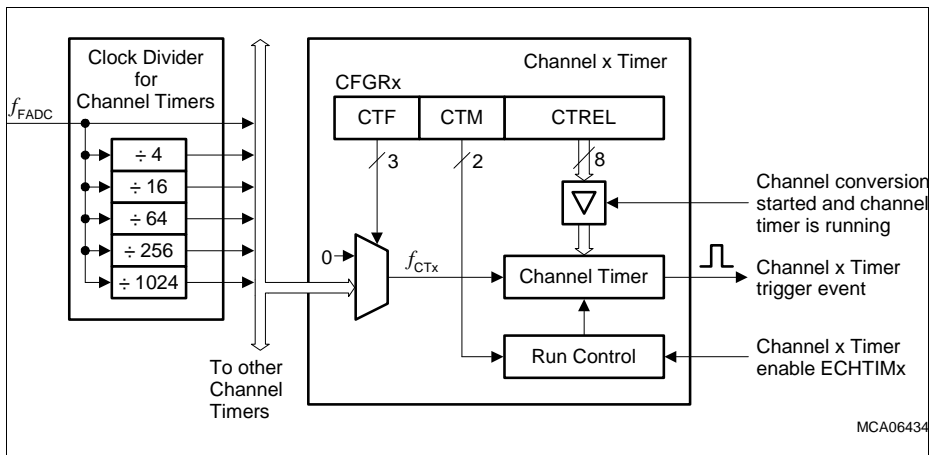 Clock Divider
for
Channel Timers
fFADC
÷ 4
÷ 16
÷ 64
÷ 256
÷ 1024
To other
Channel
Timers
Channel x Timer
CFGRx
CTF
CTM
CTREL
3
2
8
0
fCTx
Channel Timer
Run Control
Channel conversion
started and channel
timer is running
Channel x Timer
trigger event
Channel x Timer
enable ECHTIMx
MCA06434